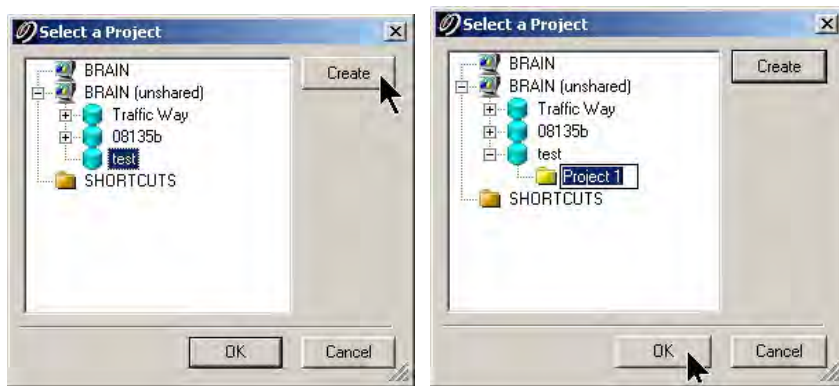 Select a Project
BRAIN
BRAIN (unshared)
Traffic Way
08135b
test
SHORTCUTS
Create
OK
Cancel
Select a Project
BRAIN
BRAIN (unshared)
Traffic Way
08135b
test
Project 1
SHORTCUTS
Create
OK
Cancel